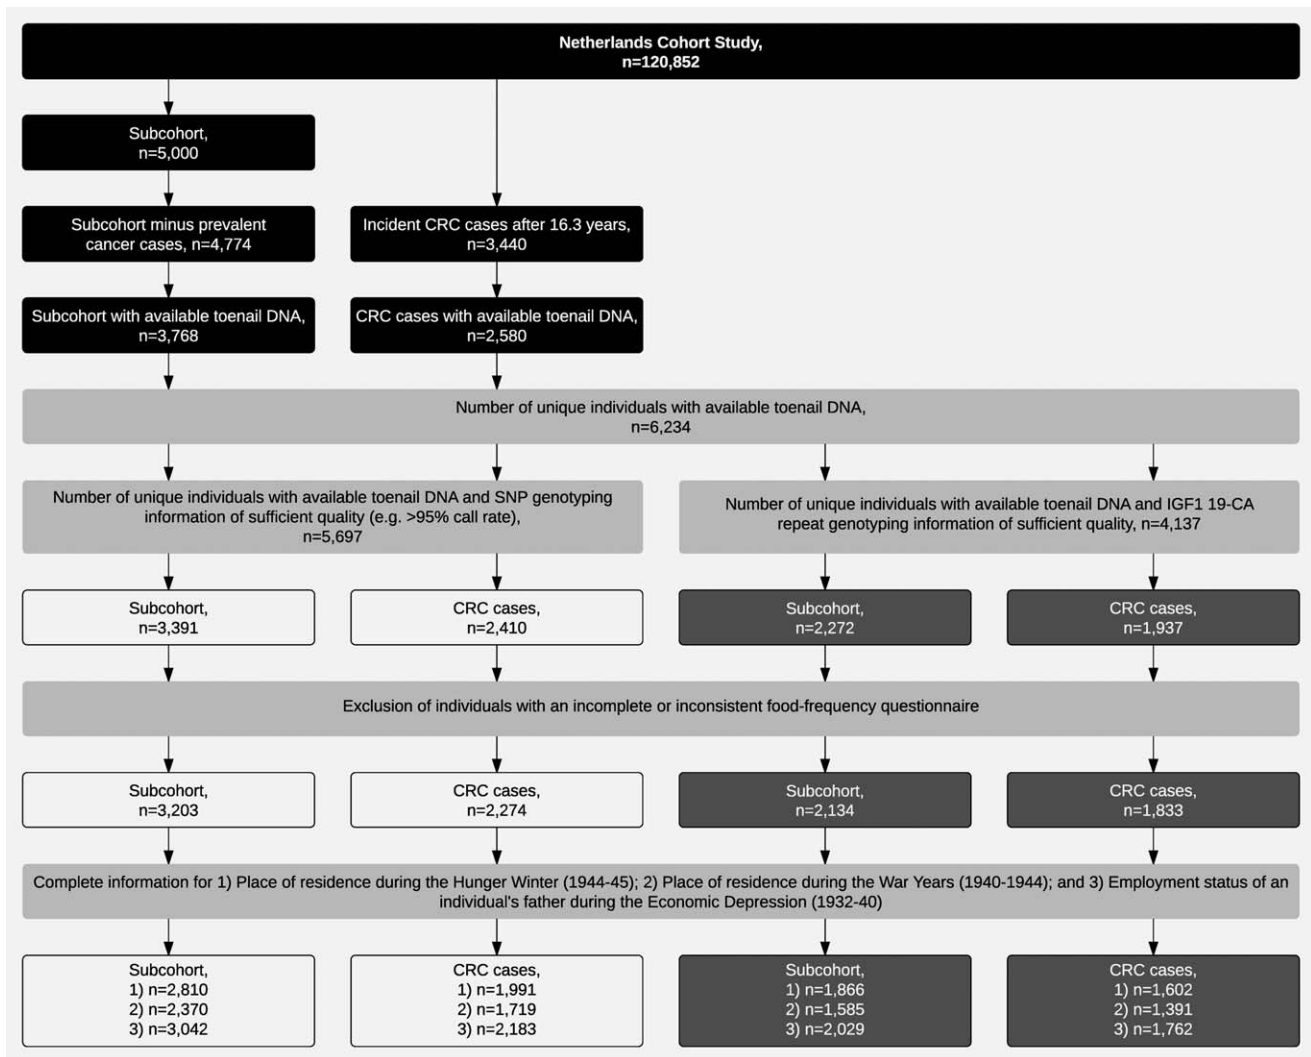 Netherlands Cohort Study,
n=120,852
Subcohort,
n=5,000
Subcohort minus prevalent
cancer cases, n=4,774
Incident CRC cases after 16.3 years,
n=3,440
Subcohort with available toenail DNA,
n=3,768
CRC cases with available toenail DNA,
n=2,580
Number of unique individuals with available toenail DNA,
n=6,234
Number of unique individuals with available toenail DNA and SNP genotyping
information of sufficient quality (e.g. >95% call rate),
n=5,697
Number of unique individuals with available toenail DNA and IGF1 19-CA
repeat genotyping information of sufficient quality, n=4,137
Subcohort,
n=3,391
CRC cases,
n=2,410
Subcohort,
n=2,272
CRC cases,
n=1,937
Exclusion of individuals with an incomplete or inconsistent food-frequency questionnaire
Subcohort,
n=3,203
CRC cases,
n=2,274
Subcohort,
n=2,134
CRC cases,
n=1,833
Complete information for 1) Place of residence during the Hunger Winter (1944-45); 2) Place of residence during the War Years (1940-1944); and 3) Employment status of an
individual's father during the Economic Depression (1932-40)
Subcohort,
1) n=2,810
2) n=2,370
3) n=3,042
CRC cases,
1) n=1,991
2) n=1,719
3) n=2,183
Subcohort,
1) n=1,866
2) n=1,585
3) n=2,029
CRC cases,
1) n=1,602
2) n=1,391
3) n=1,762